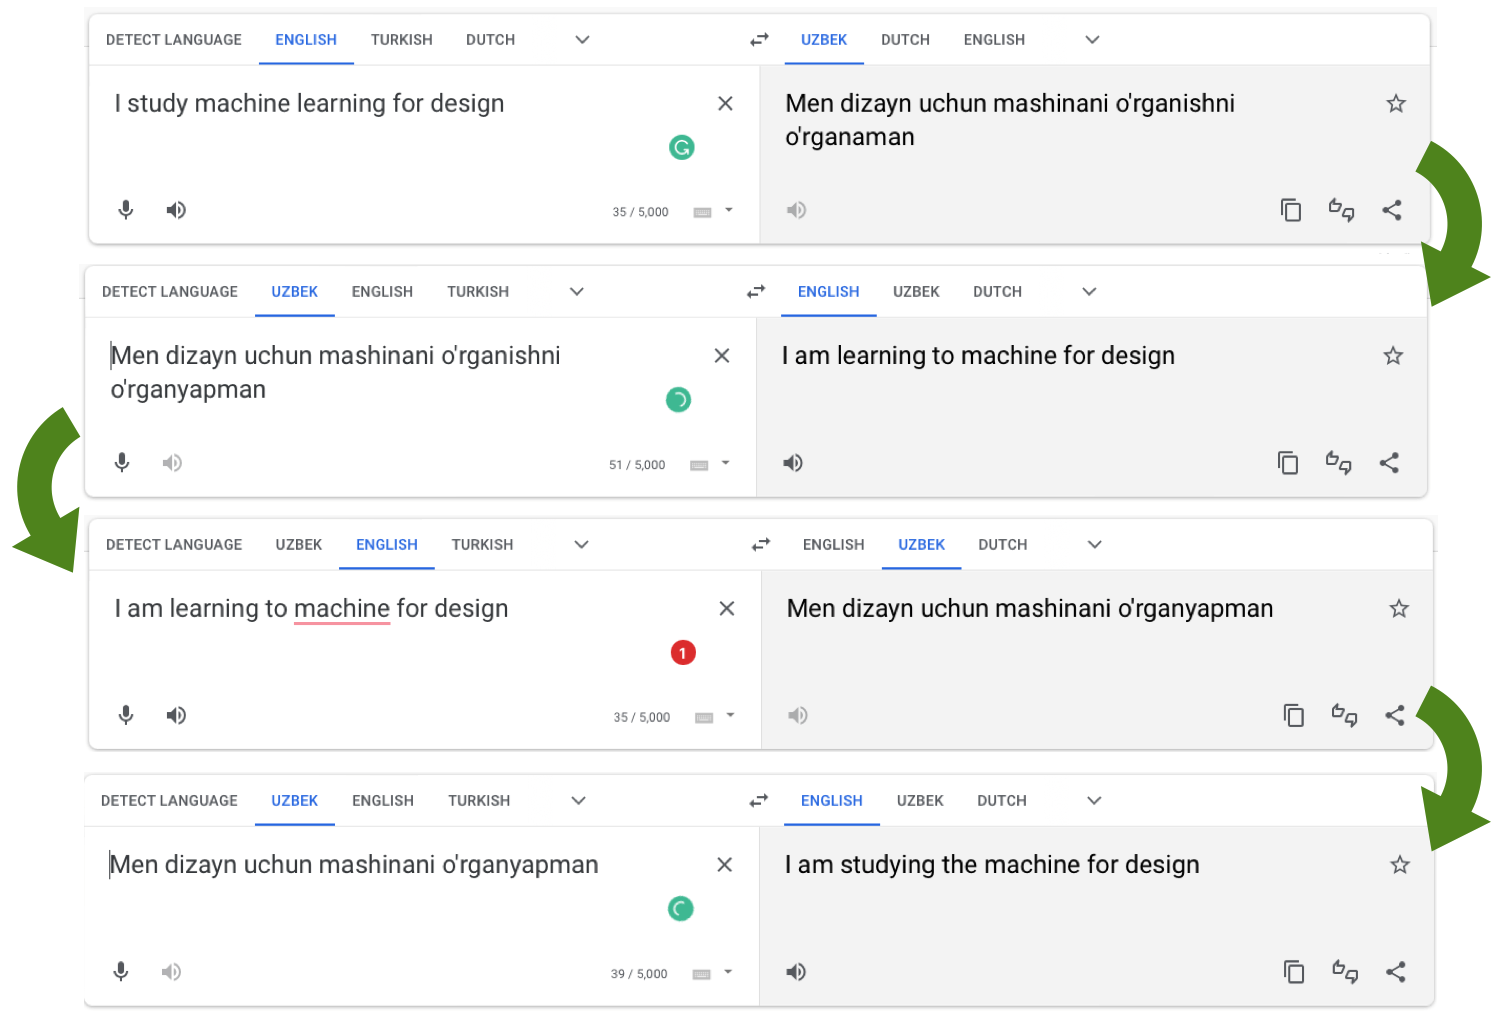 DETECT LANGUAGE ENGLISH TURKISH DUTCH UZBEK DUTCH ENGLISH
I study machine learning for design
Men dizayn uchun mashinani o'rganishni
o'rganaman
35 / 5,000
DETECT LANGUAGE UZBEK ENGLISH TURKISH ENGLISH UZBEK DUTCH
Men dizayn uchun mashinani o'rganishni
o'rganyapman
I am learning to machine for design
51 / 5,000
DETECT LANGUAGE UZBEK ENGLISH TURKISH ENGLISH UZBEK DUTCH
I am learning to machine for design
Men dizayn uchun mashinani o'rganyapman
1
35 / 5,000
DETECT LANGUAGE UZBEK ENGLISH TURKISH ENGLISH UZBEK DUTCH
Men dizayn uchun mashinani o'rganyapman
I am studying the machine for design
39 / 5,000